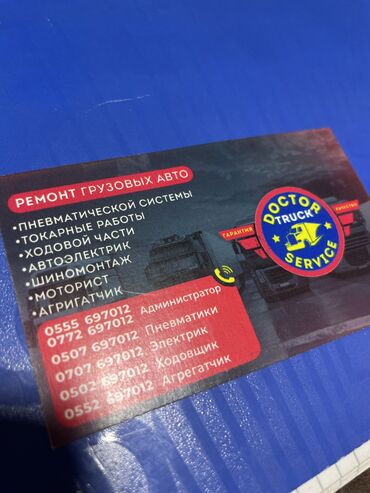 РЕМОНТ ГРУЗОВЫХ АВТО
•ПНЕВМАТИЧЕСКОЙ СИСТЕМЫ
•ТОКАРНЫЕ РАБОТЫ
•ХОДОВОЙ ЧАСТИ
•АВТОЭЛЕКТРИК
•ШИНОМОНТАЖ
•МОТОРИСТ
•АГРИГАТЧИК
0555 697012 Администратор
0772 697012
0507 697012 Пневматики
0707 697012 Электрик
0502 697012 Ходовщик
0552 697012 Агрегатчик
ГАРАНТИЯ
КАЧЕСТВО
DOCTOR
TRUCK
SERVICE